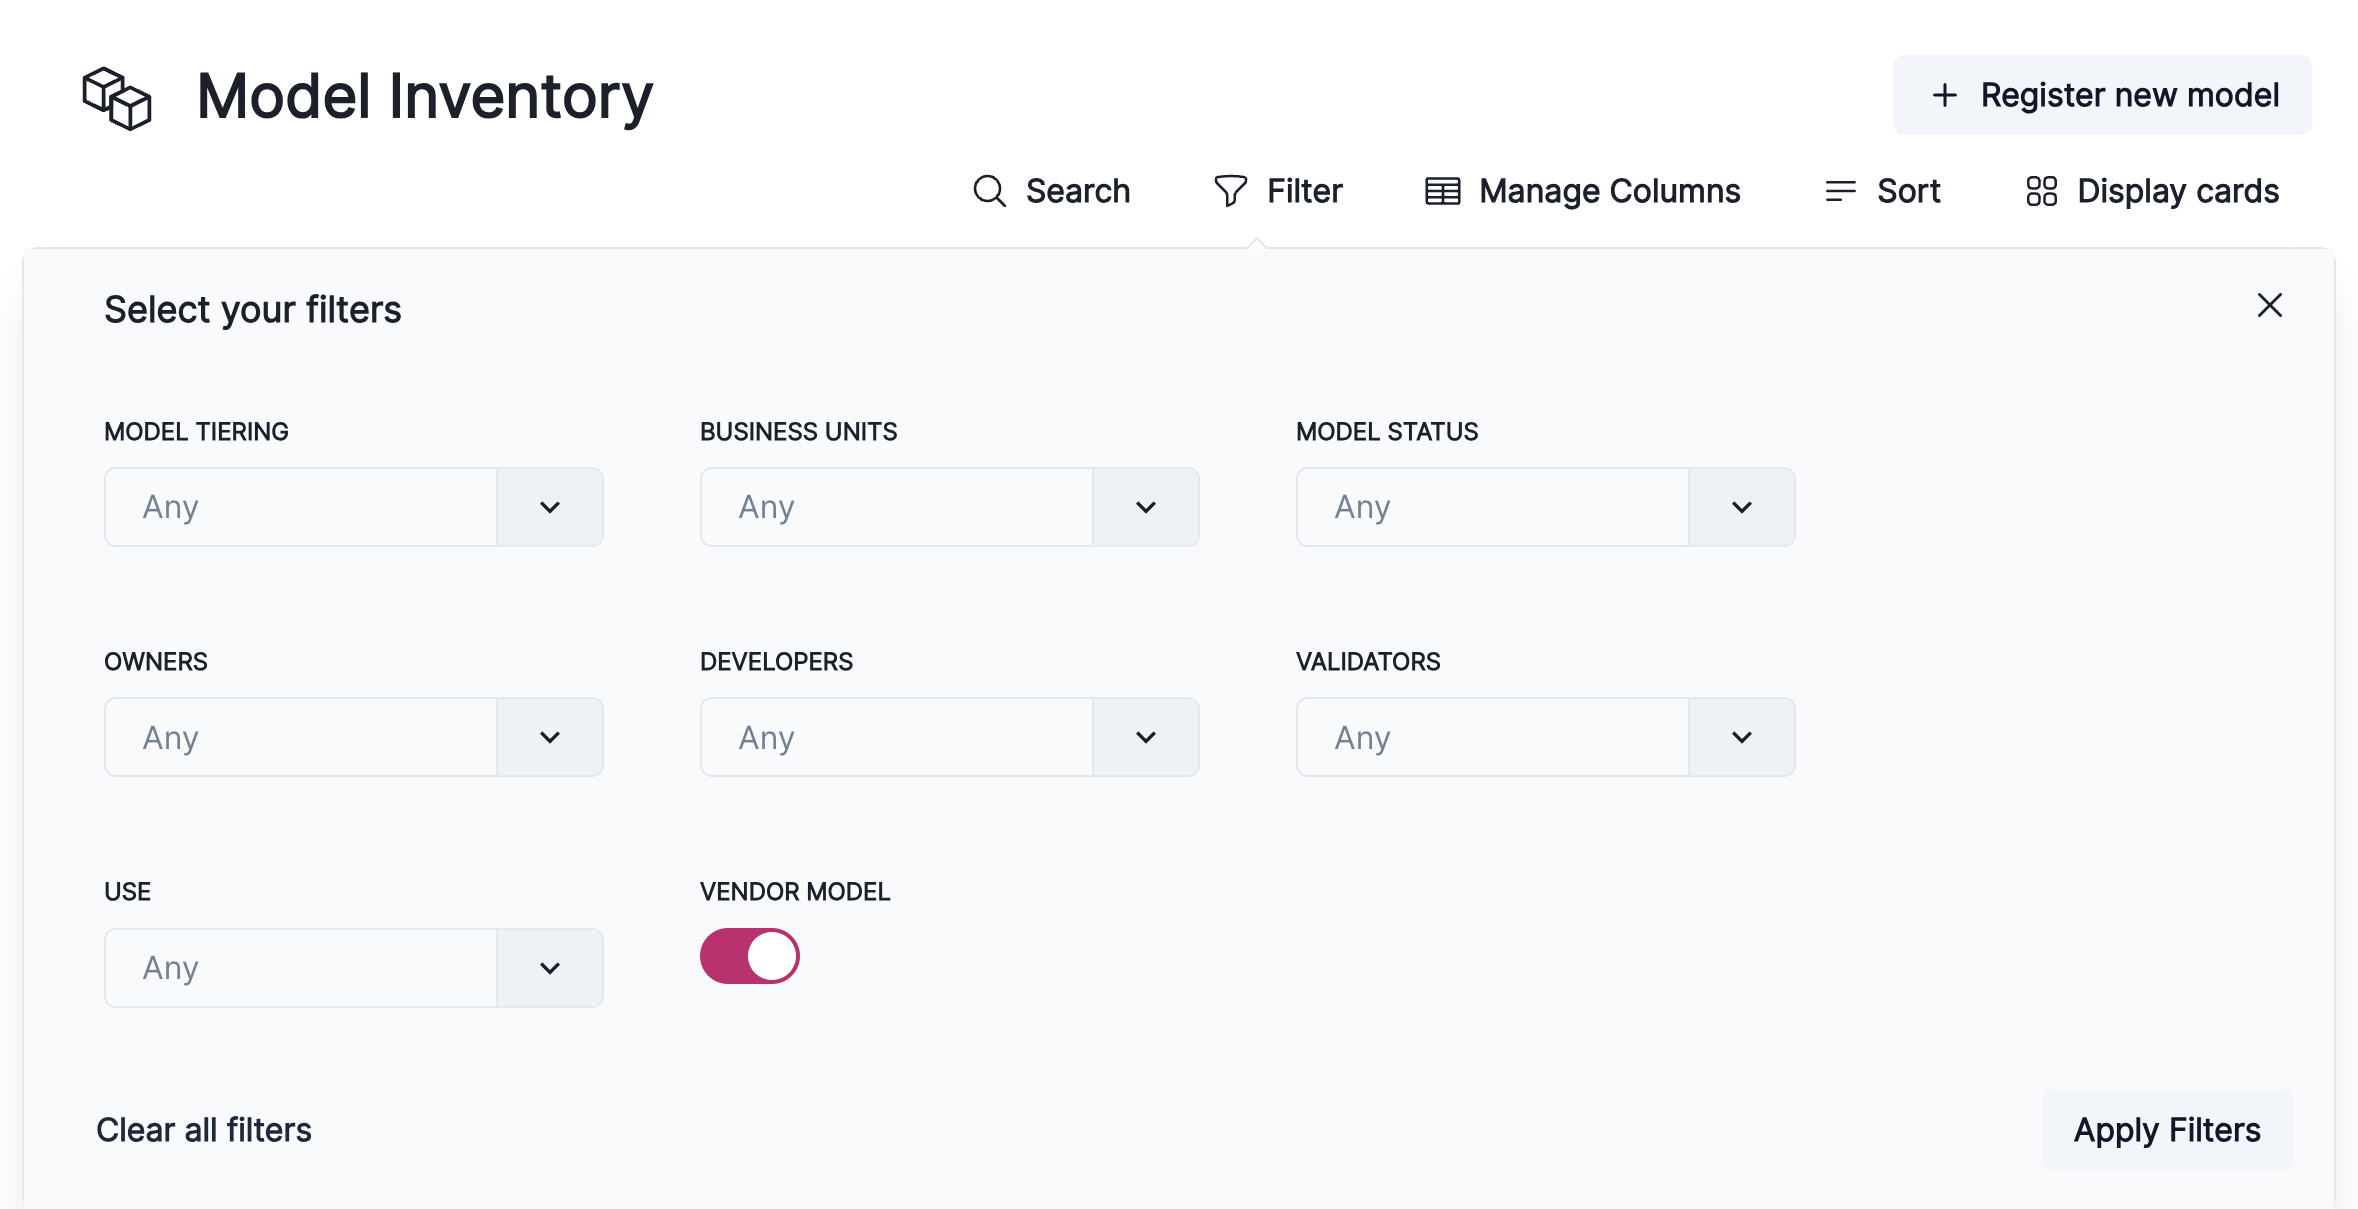 Model Inventory
Register new model
Search Filter Manage Columns Sort Display cards
Select your filters
MODEL TIERING BUSINESS UNITS MODEL STATUS
Any Any Any
OWNERS DEVELOPERS VALIDATORS
Any Any Any
USE VENDOR MODEL
Any
Clear all filters Apply Filters